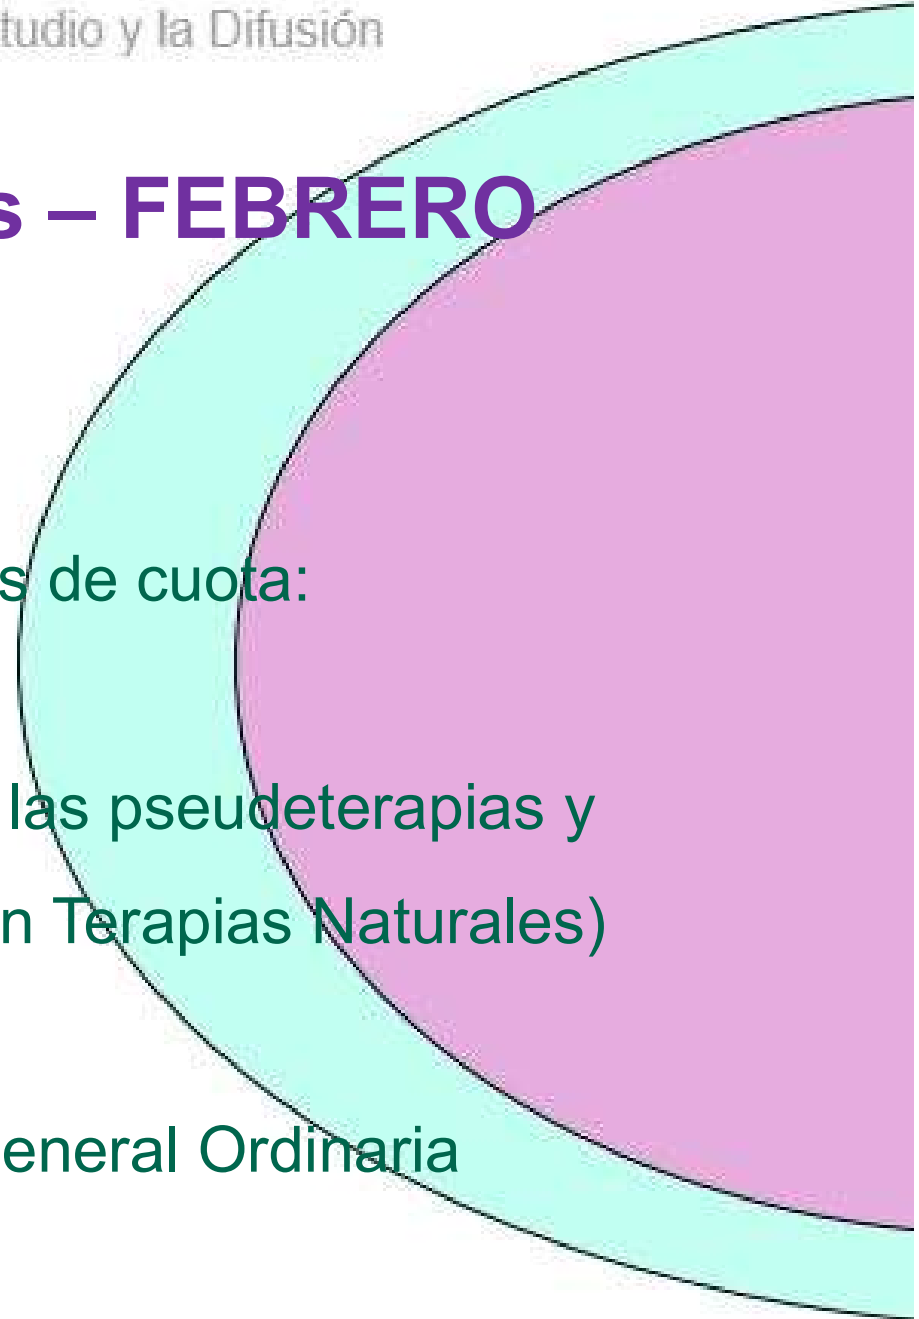 tudio y la Difusión
s – FEBRERO
s de cuota:
las pseudeterapias y
n Terapias Naturales)
eneral Ordinaria